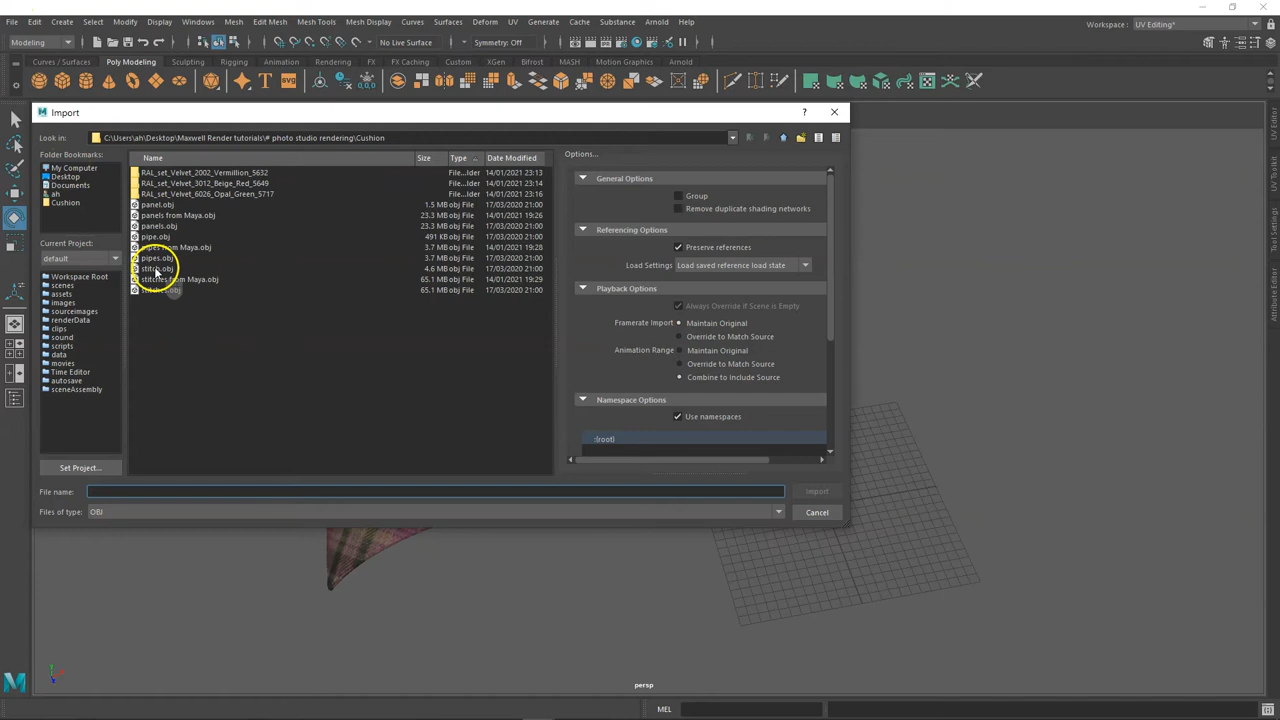 File Edit Create Select Modify Display Windows Mesh Edit Mesh Mesh Tools Mesh Display Curves Surfaces Deform UV Generate Cache Substance Arnold Help
Workspace : UV Editing*
Modeling No Live Surface Symmetry: Off
Curves / Surfaces Poly Modeling Sculpting Rigging Animation Rendering FX FX Caching Custom XGen Bifrost MASH Motion Graphics Arnold
SVG
Import ?
Look in: C:\Users\ah\Desktop\Maxwell Render tutorials\# photo studio rendering\Cushion
Folder Bookmarks:
My Computer
Desktop
Documents
ah
Cushion
Current Project:
default
Workspace Root
scenes
assets
images
sourceimages
renderData
clips
sound
scripts
data
movies
Time Editor
autosave
sceneAssembly
Set Project...
Name Size Type Date Modified
RAL_set_Velvet_2002_Vermillion_5632 File...lder 14/01/2021 23:13
RAL_set_Velvet_3012_Beige_Red_5649 File...lder 14/01/2021 23:14
RAL_set_Velvet_6026_Opal_Green_5717 File...lder 14/01/2021 23:16
panel.obj 1.5 MB obj File 17/03/2020 21:00
panels from Maya.obj 23.3 MB obj File 14/01/2021 19:26
panels.obj 23.3 MB obj File 17/03/2020 21:00
pipe.obj 491 KB obj File 17/03/2020 21:00
pipes from Maya.obj 3.7 MB obj File 14/01/2021 19:28
pipes.obj 3.7 MB obj File 17/03/2020 21:00
stitch.obj 4.6 MB obj File 17/03/2020 21:00
stitches from Maya.obj 65.1 MB obj File 14/01/2021 19:29
stitches.obj 65.1 MB obj File 17/03/2020 21:00
Options...
General Options
Group
Remove duplicate shading networks
Referencing Options
Preserve references
Load Settings Load saved reference load state
Playback Options
Always Override if Scene is Empty
Framerate Import Maintain Original
Override to Match Source
Animation Range Maintain Original
Override to Match Source
Combine to Include Source
Namespace Options
Use namespaces
:(root)
File name: Import
Files of type: OBJ Cancel
UV Editor
UV Toolkit
Attribute Editor
persp
MEL